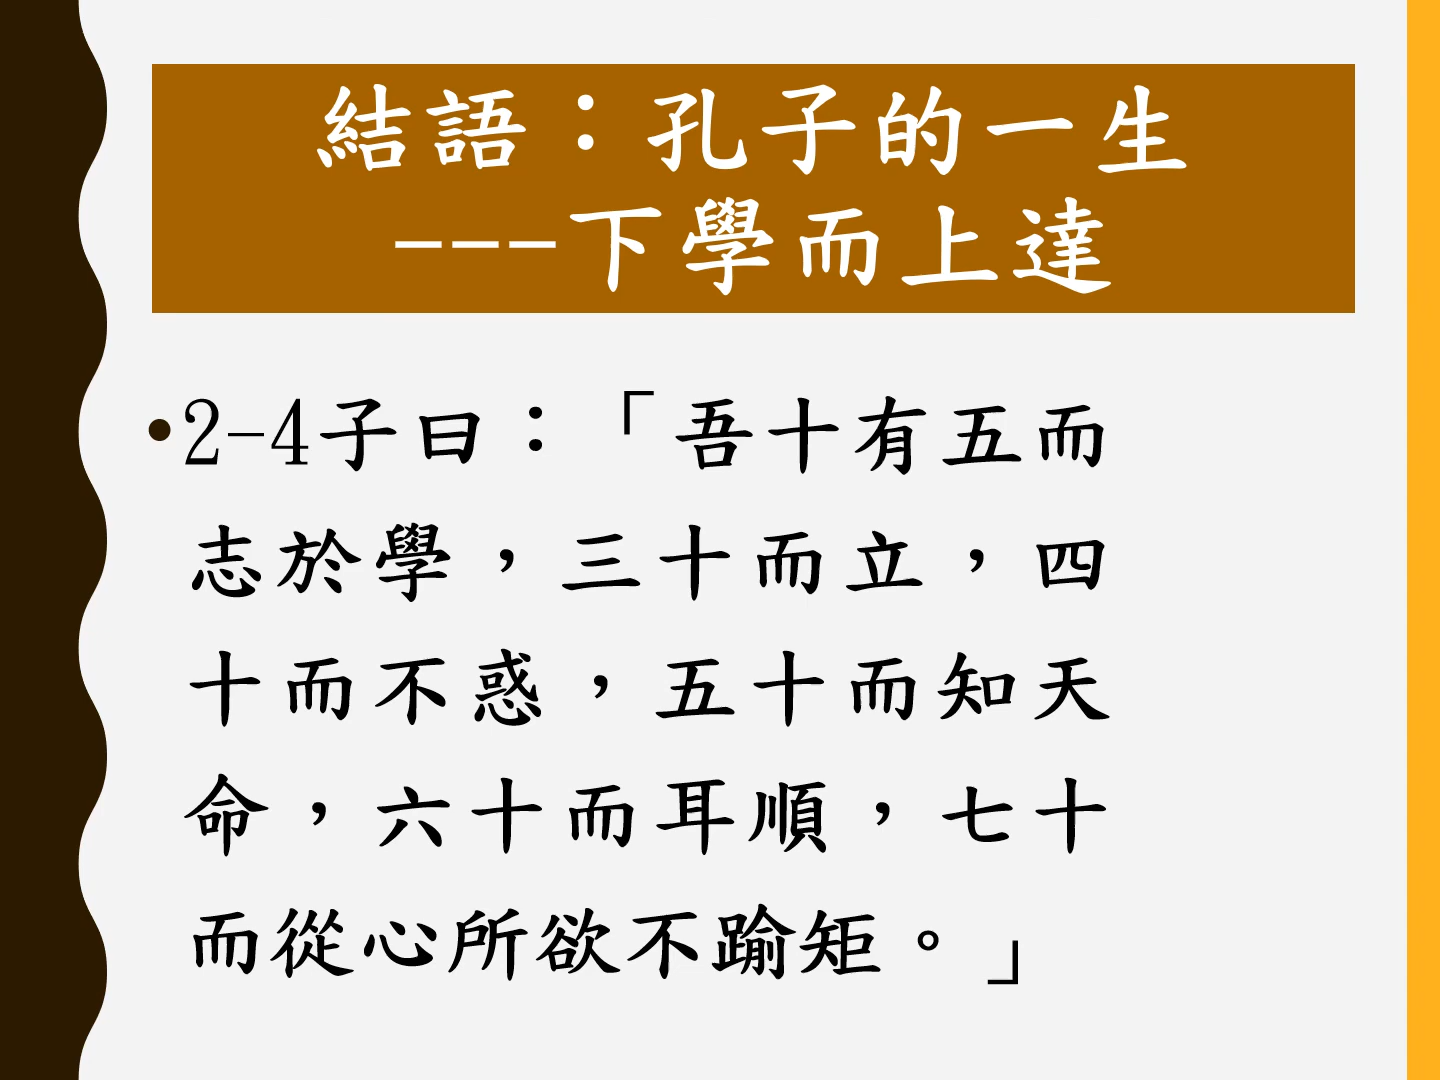 結語：孔子的一生
---下學而上達
•2-4子曰：「吾十有五而
志於學，三十而立，四
十而不惑，五十而知天
命，六十而耳順，七十
而從心所欲不踰矩。」